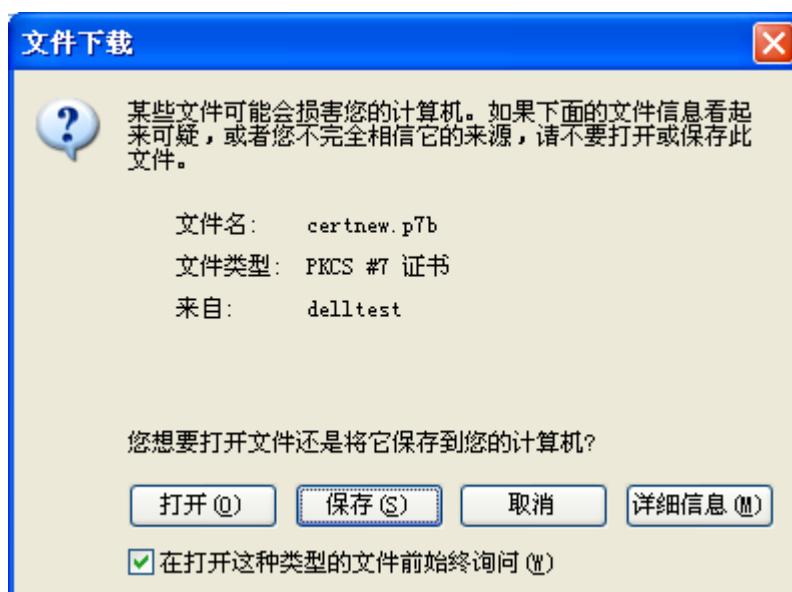 文件下载
某些文件可能会损害您的计算机。如果下面的文件信息看起
来可疑，或者您不完全相信它的来源，请不要打开或保存此
文件。
文件名: certnew.p7b
文件类型: PKCS #7 证书
来自: delltest
您想要打开文件还是将它保存到您的计算机?
打开(O) 保存(S) 取消 详细信息(M)
在打开这种类型的文件前始终询问(W)